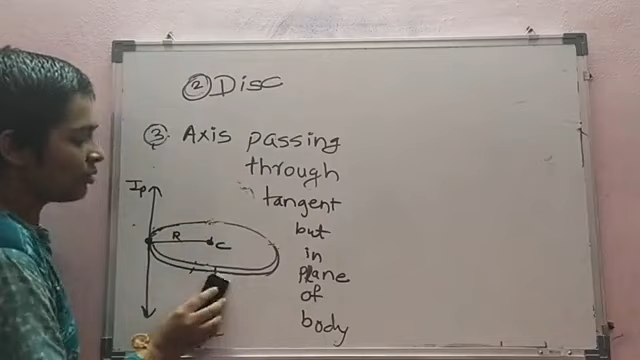 ② Disc
③ Axis passing
through
tangent
but
in
plane
of
body
Ip
R
C